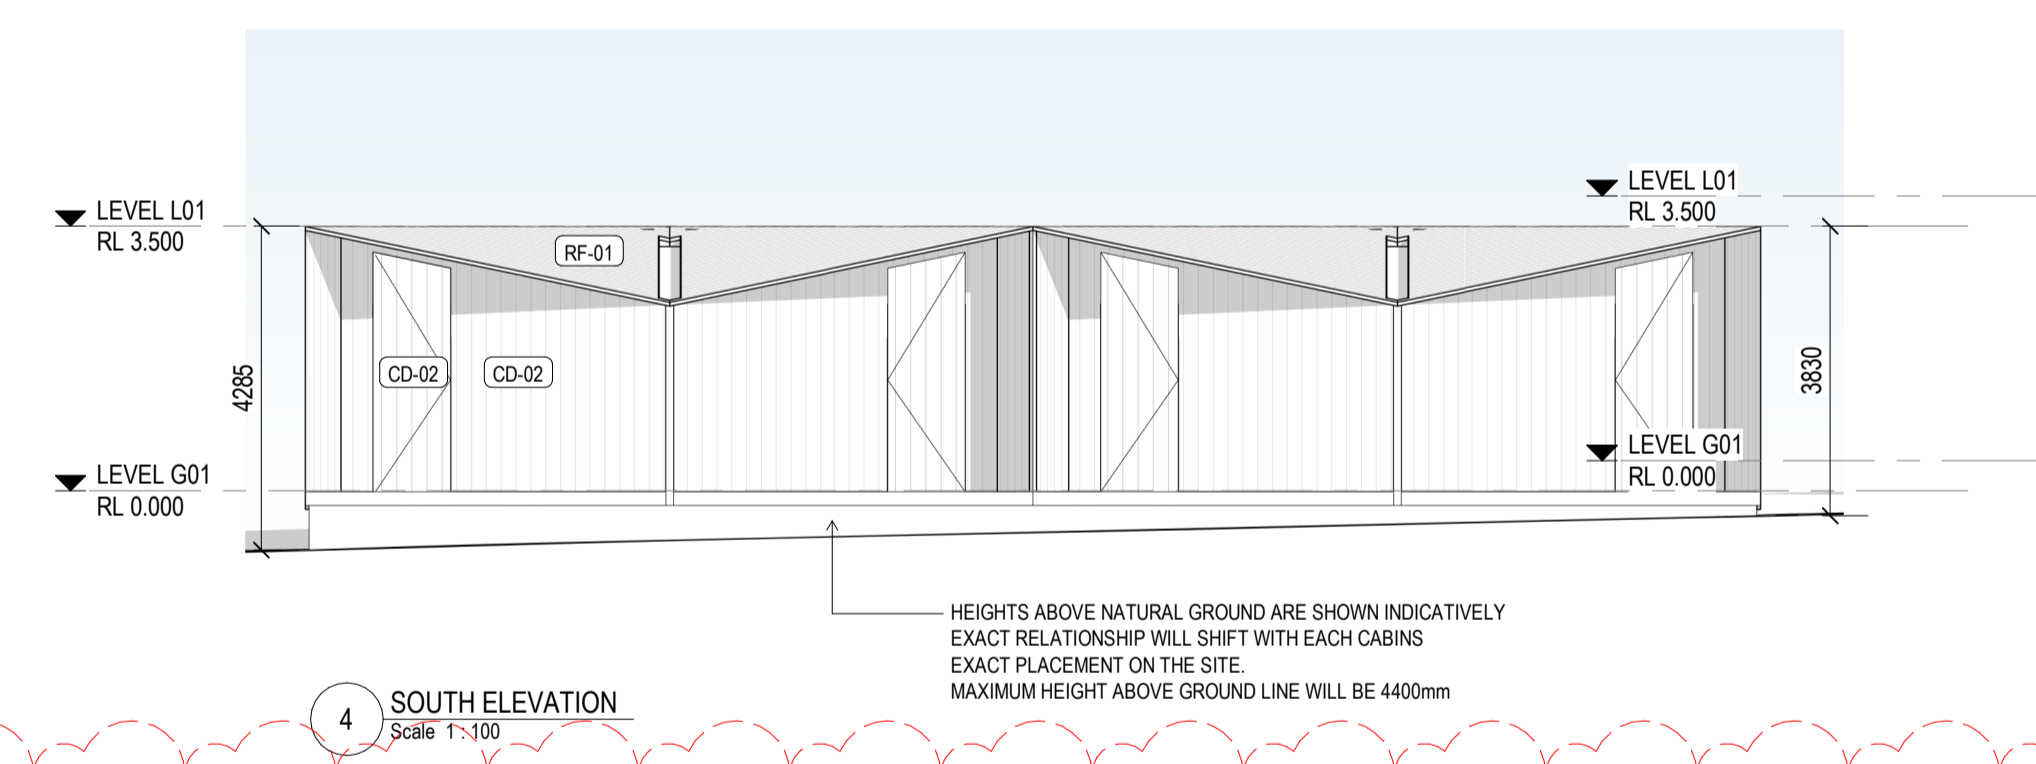 LEVEL L01
RL 3.500
LEVEL L01
RL 3.500
RF-01
4285
CD-02
CD-02
3830
LEVEL G01
RL 0.000
LEVEL G01
RL 0.000
HEIGHTS ABOVE NATURAL GROUND ARE SHOWN INDICATIVELY
EXACT RELATIONSHIP WILL SHIFT WITH EACH CABINS
EXACT PLACEMENT ON THE SITE.
MAXIMUM HEIGHT ABOVE GROUND LINE WILL BE 4400mm
4
SOUTH ELEVATION
Scale 1 : 100